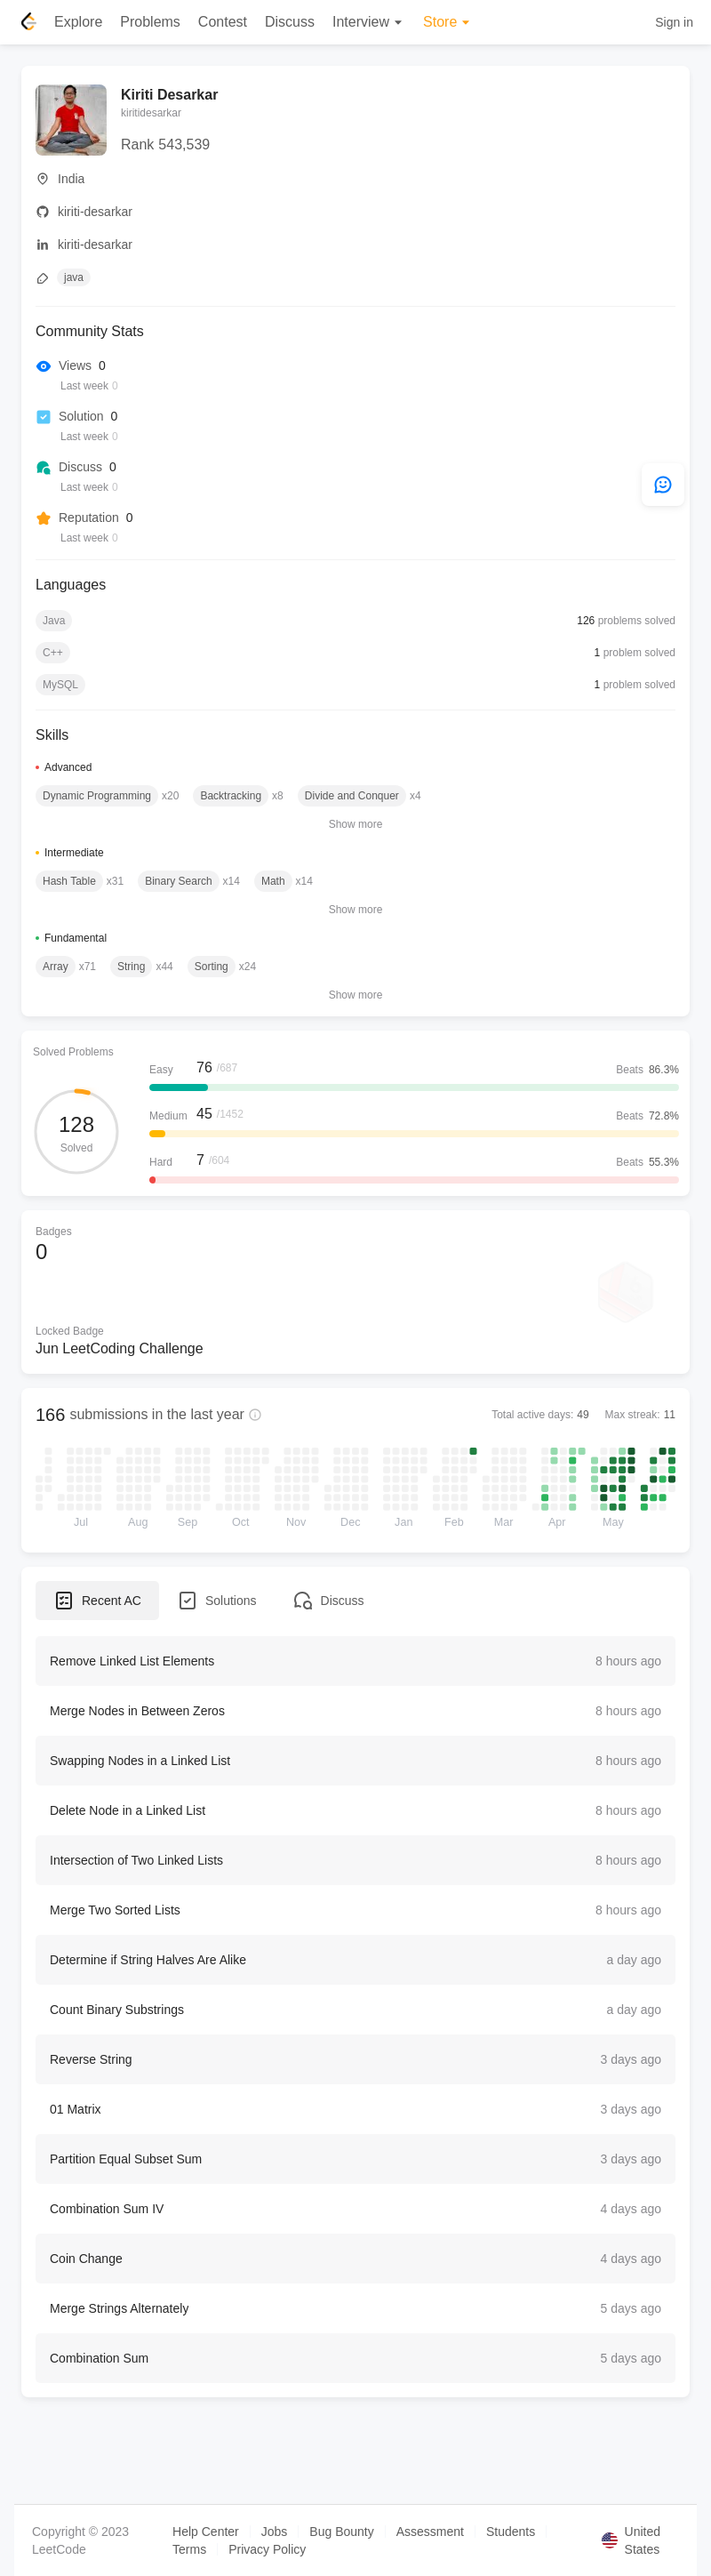 Explore Problems Contest Discuss Interview Store Sign in
Kiriti Desarkar
kiritidesarkar
Rank 543,539
India
kiriti-desarkar
kiriti-desarkar
java
Community Stats
Views 0
Last week 0
Solution 0
Last week 0
Discuss 0
Last week 0
Reputation 0
Last week 0
Languages
Java 126 problems solved
C++ 1 problem solved
MySQL 1 problem solved
Skills
Advanced
Dynamic Programming x20 Backtracking x8 Divide and Conquer x4
Show more
Intermediate
Hash Table x31 Binary Search x14 Math x14
Show more
Fundamental
Array x71 String x44 Sorting x24
Show more
Solved Problems
128
Solved
Easy 76 /687 Beats 86.3%
Medium 45 /1452 Beats 72.8%
Hard 7 /604 Beats 55.3%
Badges
0
Locked Badge
Jun LeetCoding Challenge
166 submissions in the last year Total active days: 49 Max streak: 11
Jul Aug Sep Oct Nov Dec Jan Feb Mar Apr May
Recent AC Solutions Discuss
Remove Linked List Elements 8 hours ago
Merge Nodes in Between Zeros 8 hours ago
Swapping Nodes in a Linked List 8 hours ago
Delete Node in a Linked List 8 hours ago
Intersection of Two Linked Lists 8 hours ago
Merge Two Sorted Lists 8 hours ago
Determine if String Halves Are Alike a day ago
Count Binary Substrings a day ago
Reverse String 3 days ago
01 Matrix 3 days ago
Partition Equal Subset Sum 3 days ago
Combination Sum IV 4 days ago
Coin Change 4 days ago
Merge Strings Alternately 5 days ago
Combination Sum 5 days ago
Copyright © 2023
LeetCode
Help Center Jobs Bug Bounty Assessment Students
Terms Privacy Policy
United
States